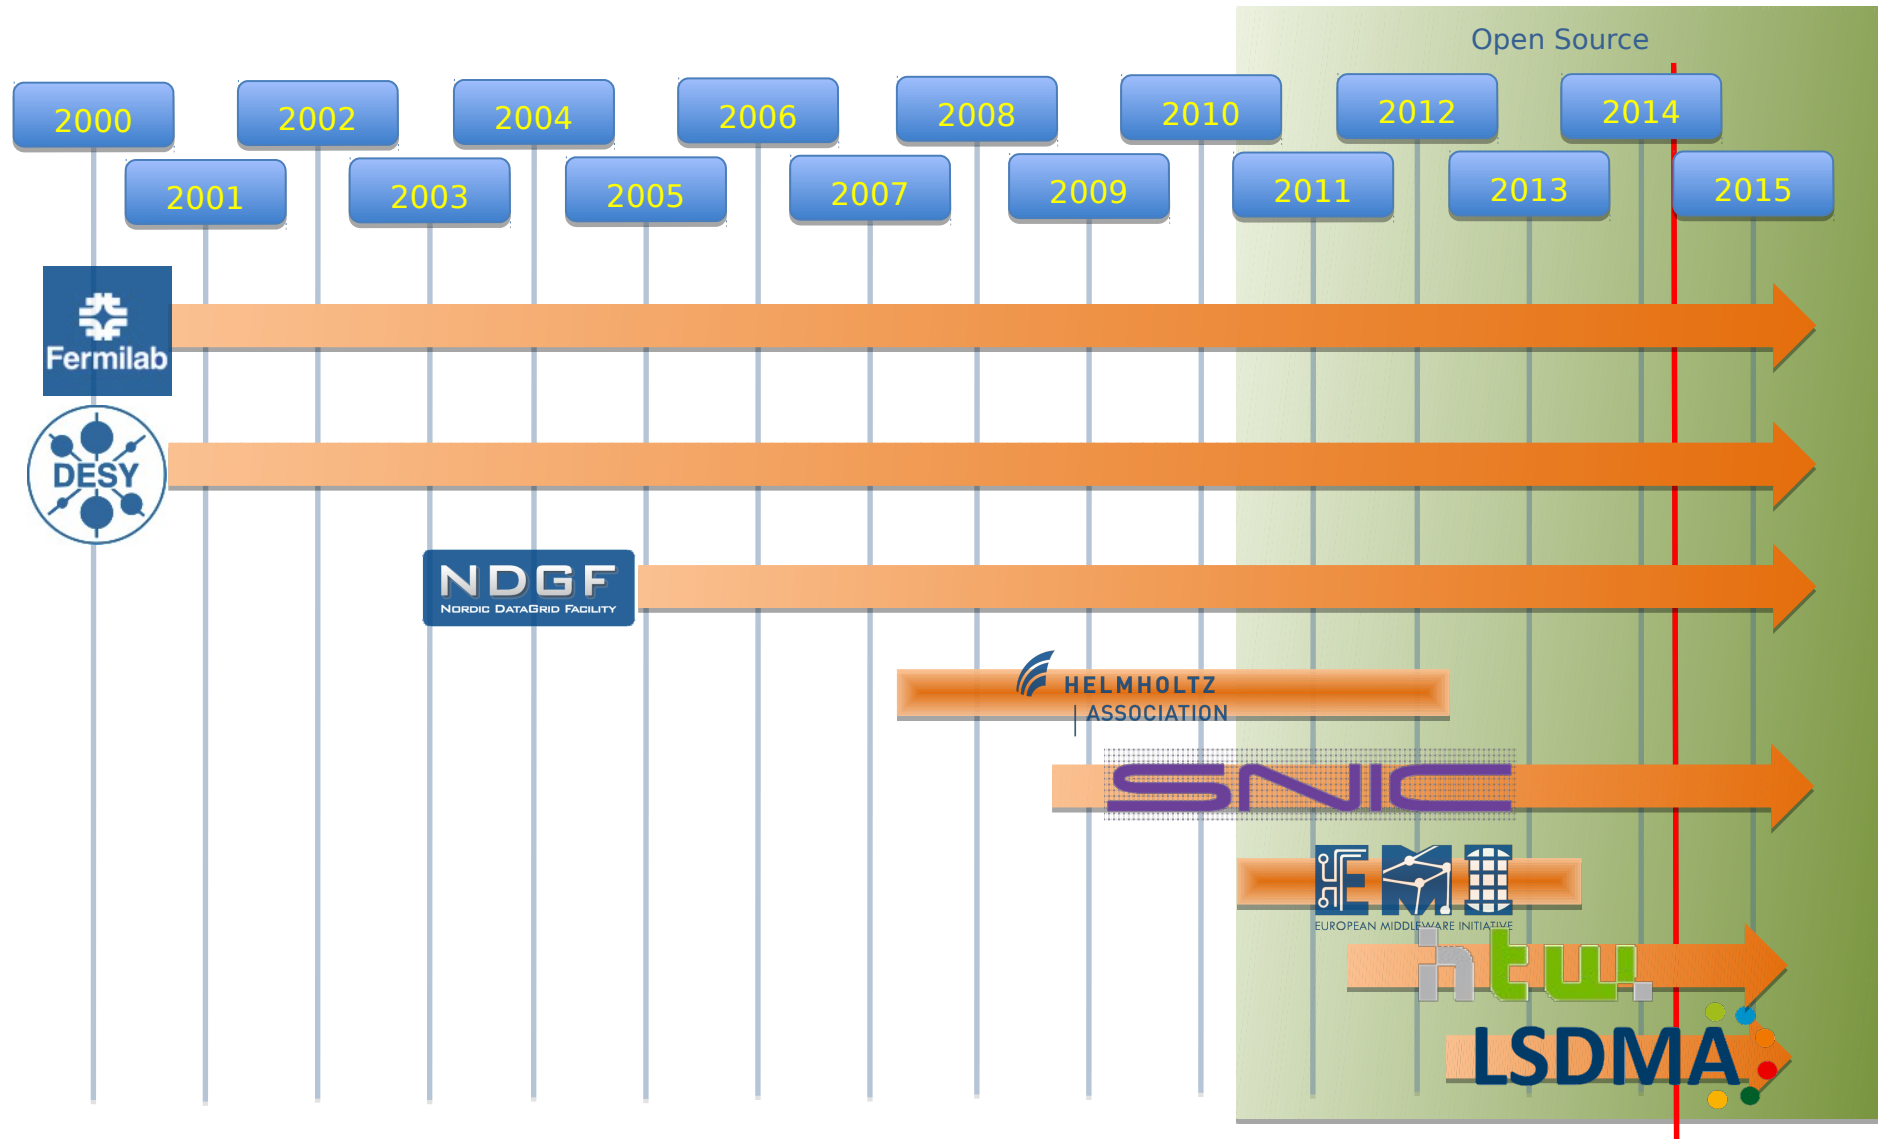 Open Source
2000
2002
2004
2006
2008
2010
2012
2014
2001
2003
2005
2007
2009
2011
2013
2015
Fermilab
DESY
NDGF
NORDIC DATAGRID FACILITY
HELMHOLTZ
ASSOCIATION
SNIC
EMI
EUROPEAN MIDDLEWARE INITIATIVE
htw
LSDMA